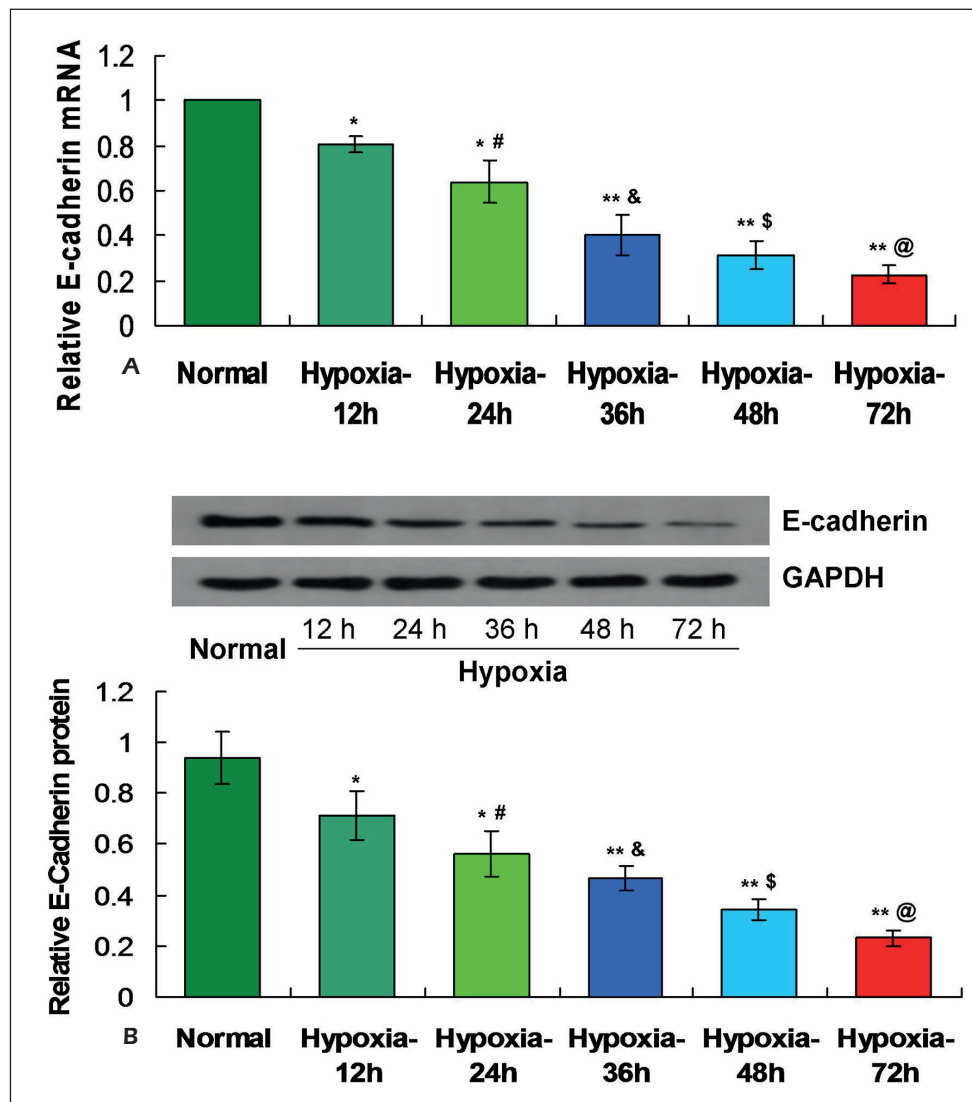 Relative E-cadherin mRNA
1.2
1
0.8
0.6
0.4
0.2
0
*
* #
** &
** $
** @
A
Normal Hypoxia- Hypoxia- Hypoxia- Hypoxia- Hypoxia-
12h 24h 36h 48h 72h
E-cadherin
GAPDH
12 h 24 h 36 h 48 h 72 h
Normal
Hypoxia
Relative E-Cadherin protein
1.2
1
0.8
0.6
0.4
0.2
0
*
* #
** &
** $
** @
B
Normal Hypoxia- Hypoxia- Hypoxia- Hypoxia- Hypoxia-
12h 24h 36h 48h 72h